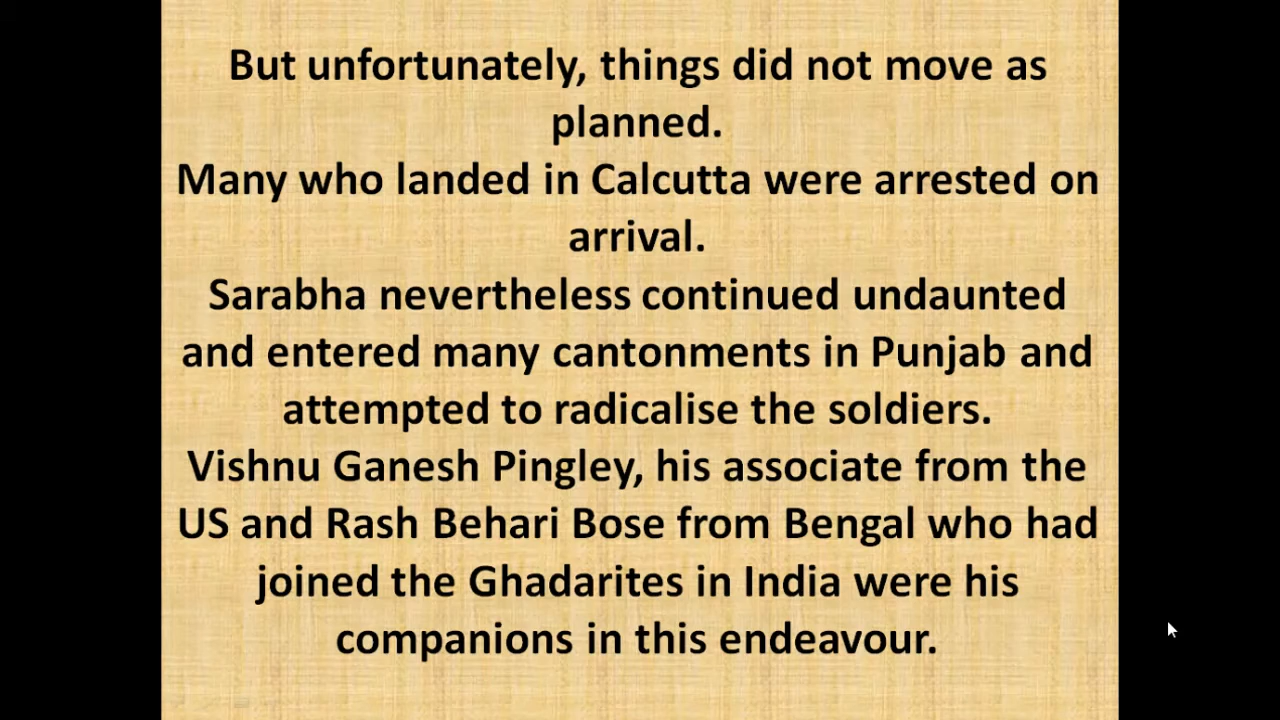 But unfortunately, things did not move as
planned.
Many who landed in Calcutta were arrested on
arrival.
Sarabha nevertheless continued undaunted
and entered many cantonments in Punjab and
attempted to radicalise the soldiers.
Vishnu Ganesh Pingley, his associate from the
US and Rash Behari Bose from Bengal who had
joined the Ghadarites in India were his
companions in this endeavour.